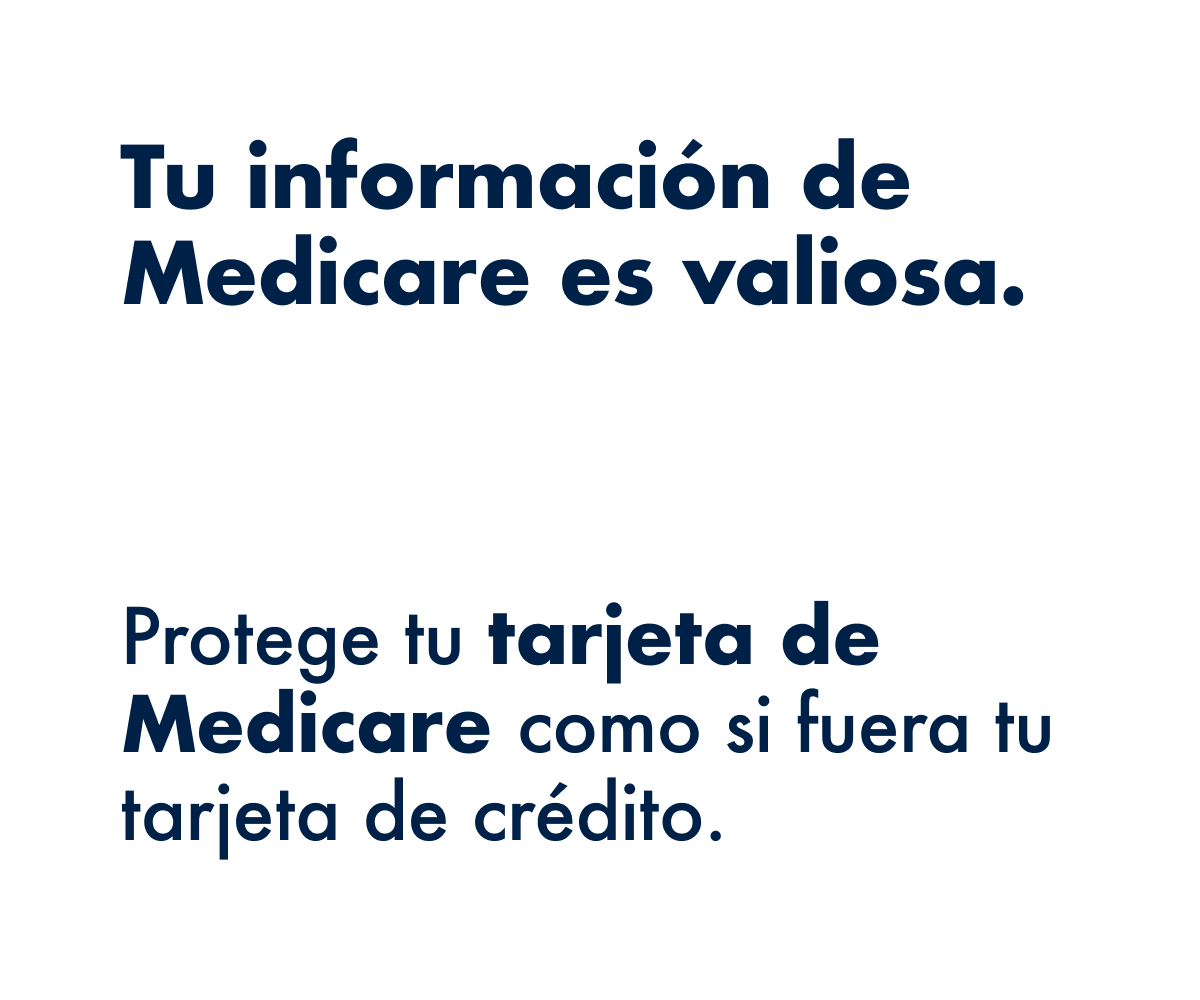 Tu información de
Medicare es valiosa.
Protege tu tarjeta de
Medicare como si fuera tu
tarjeta de crédito.